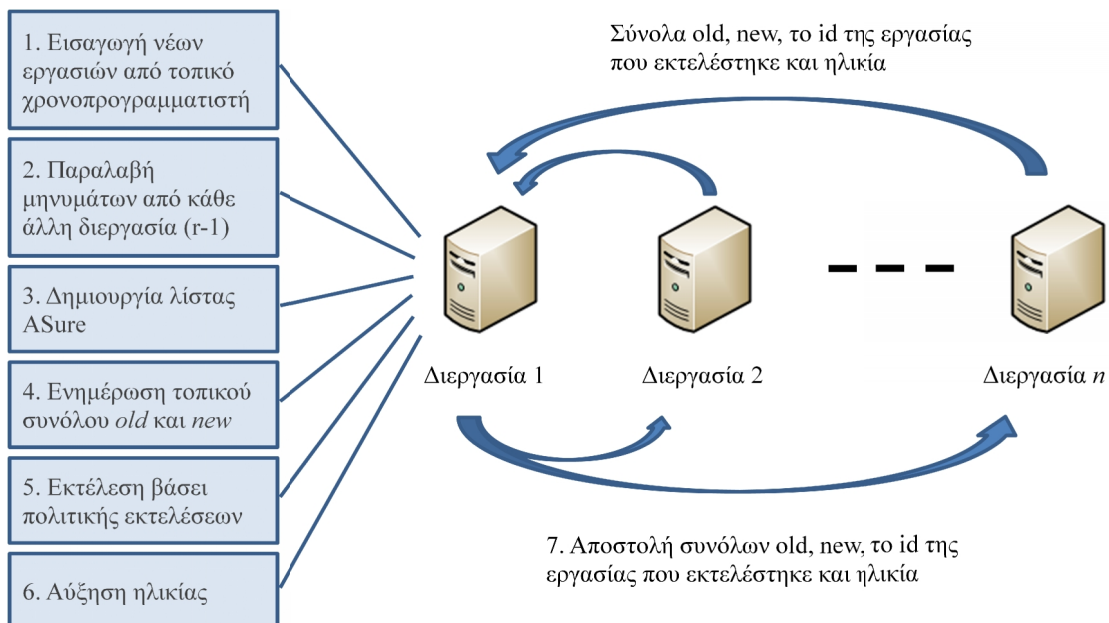 1. Εισαγωγή νέων
εργασιών από τοπικό
χρονοπρογραμματιστή
2. Παραλαβή
μηνυμάτων από κάθε
άλλη διεργασία (r-1)
3. Δημιουργία λίστας
ASure
4. Ενημέρωση τοπικού
συνόλου old και new
5. Εκτέλεση βάσει
πολιτικής εκτελέσεων
6. Αύξηση ηλικίας
Σύνολα old, new, το id της εργασίας
που εκτελέστηκε και ηλικία
Διεργασία 1
Διεργασία 2
Διεργασία n
7. Αποστολή συνόλων old, new, το id της
εργασίας που εκτελέστηκε και ηλικία